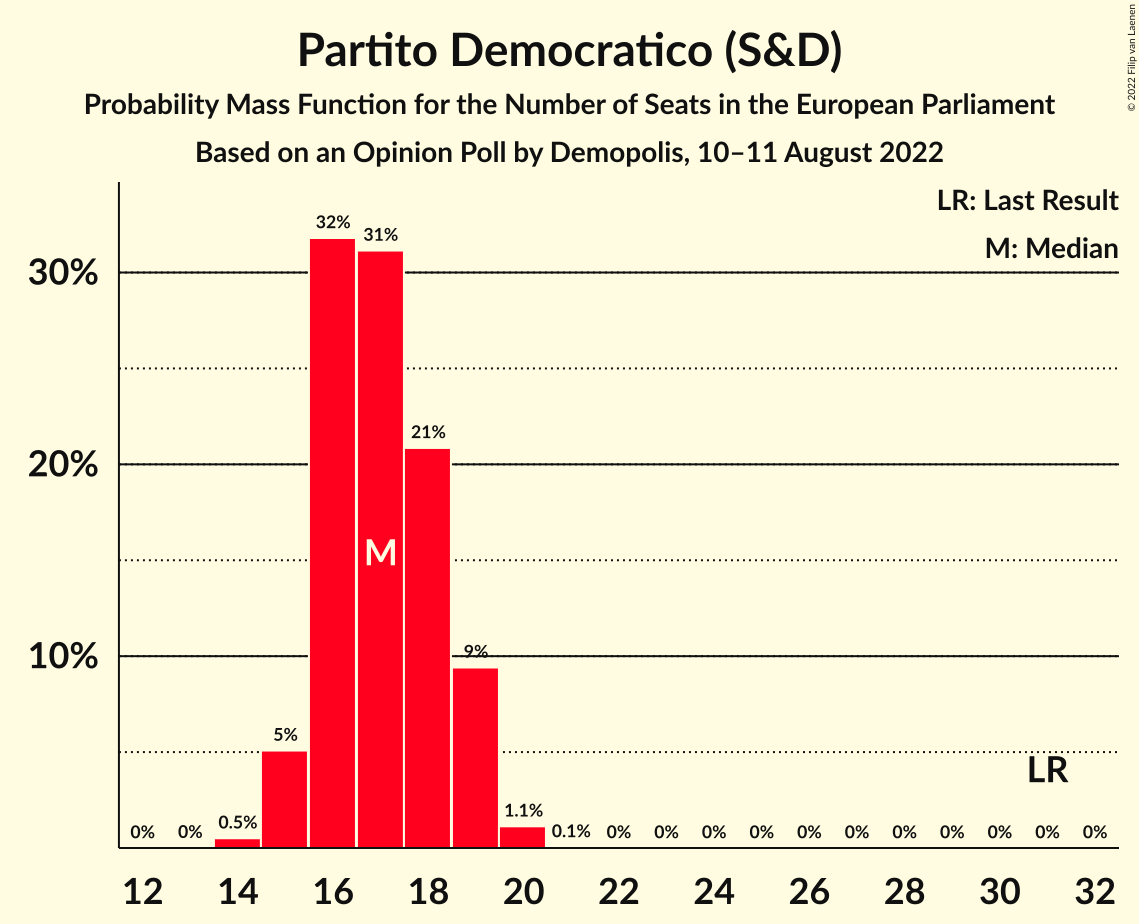 Partito Democratico (S&D)
Probability Mass Function for the Number of Seats in the European Parliament
Based on an Opinion Poll by Demopolis, 10–11 August 2022
© 2022 Filip van Laenen
LR: Last Result
M: Median
30%
20%
10%
0% 0% 0.5% 5% 32% 31% 21% 9% 1.1% 0.1% 0% 0% 0% 0% 0% 0% 0% 0% 0% 0% 0%
M
LR
12 14 16 18 20 22 24 26 28 30 32